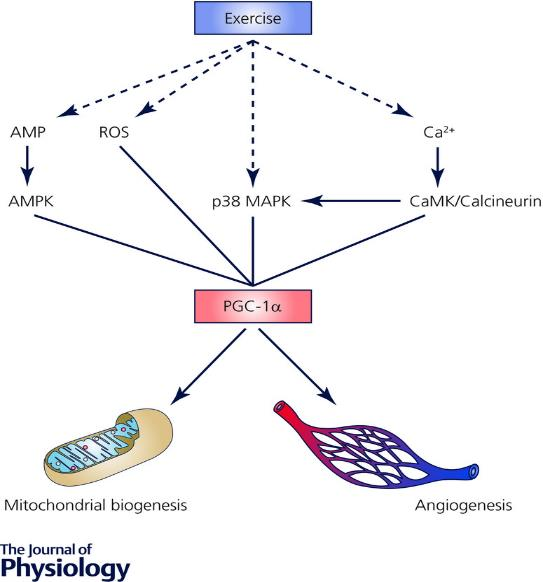 Exercise
AMP
ROS
Ca²⁺
AMPK
p38 MAPK
CaMK/Calcineurin
PGC-1α
Mitochondrial biogenesis
Angiogenesis
The Journal of
Physiology